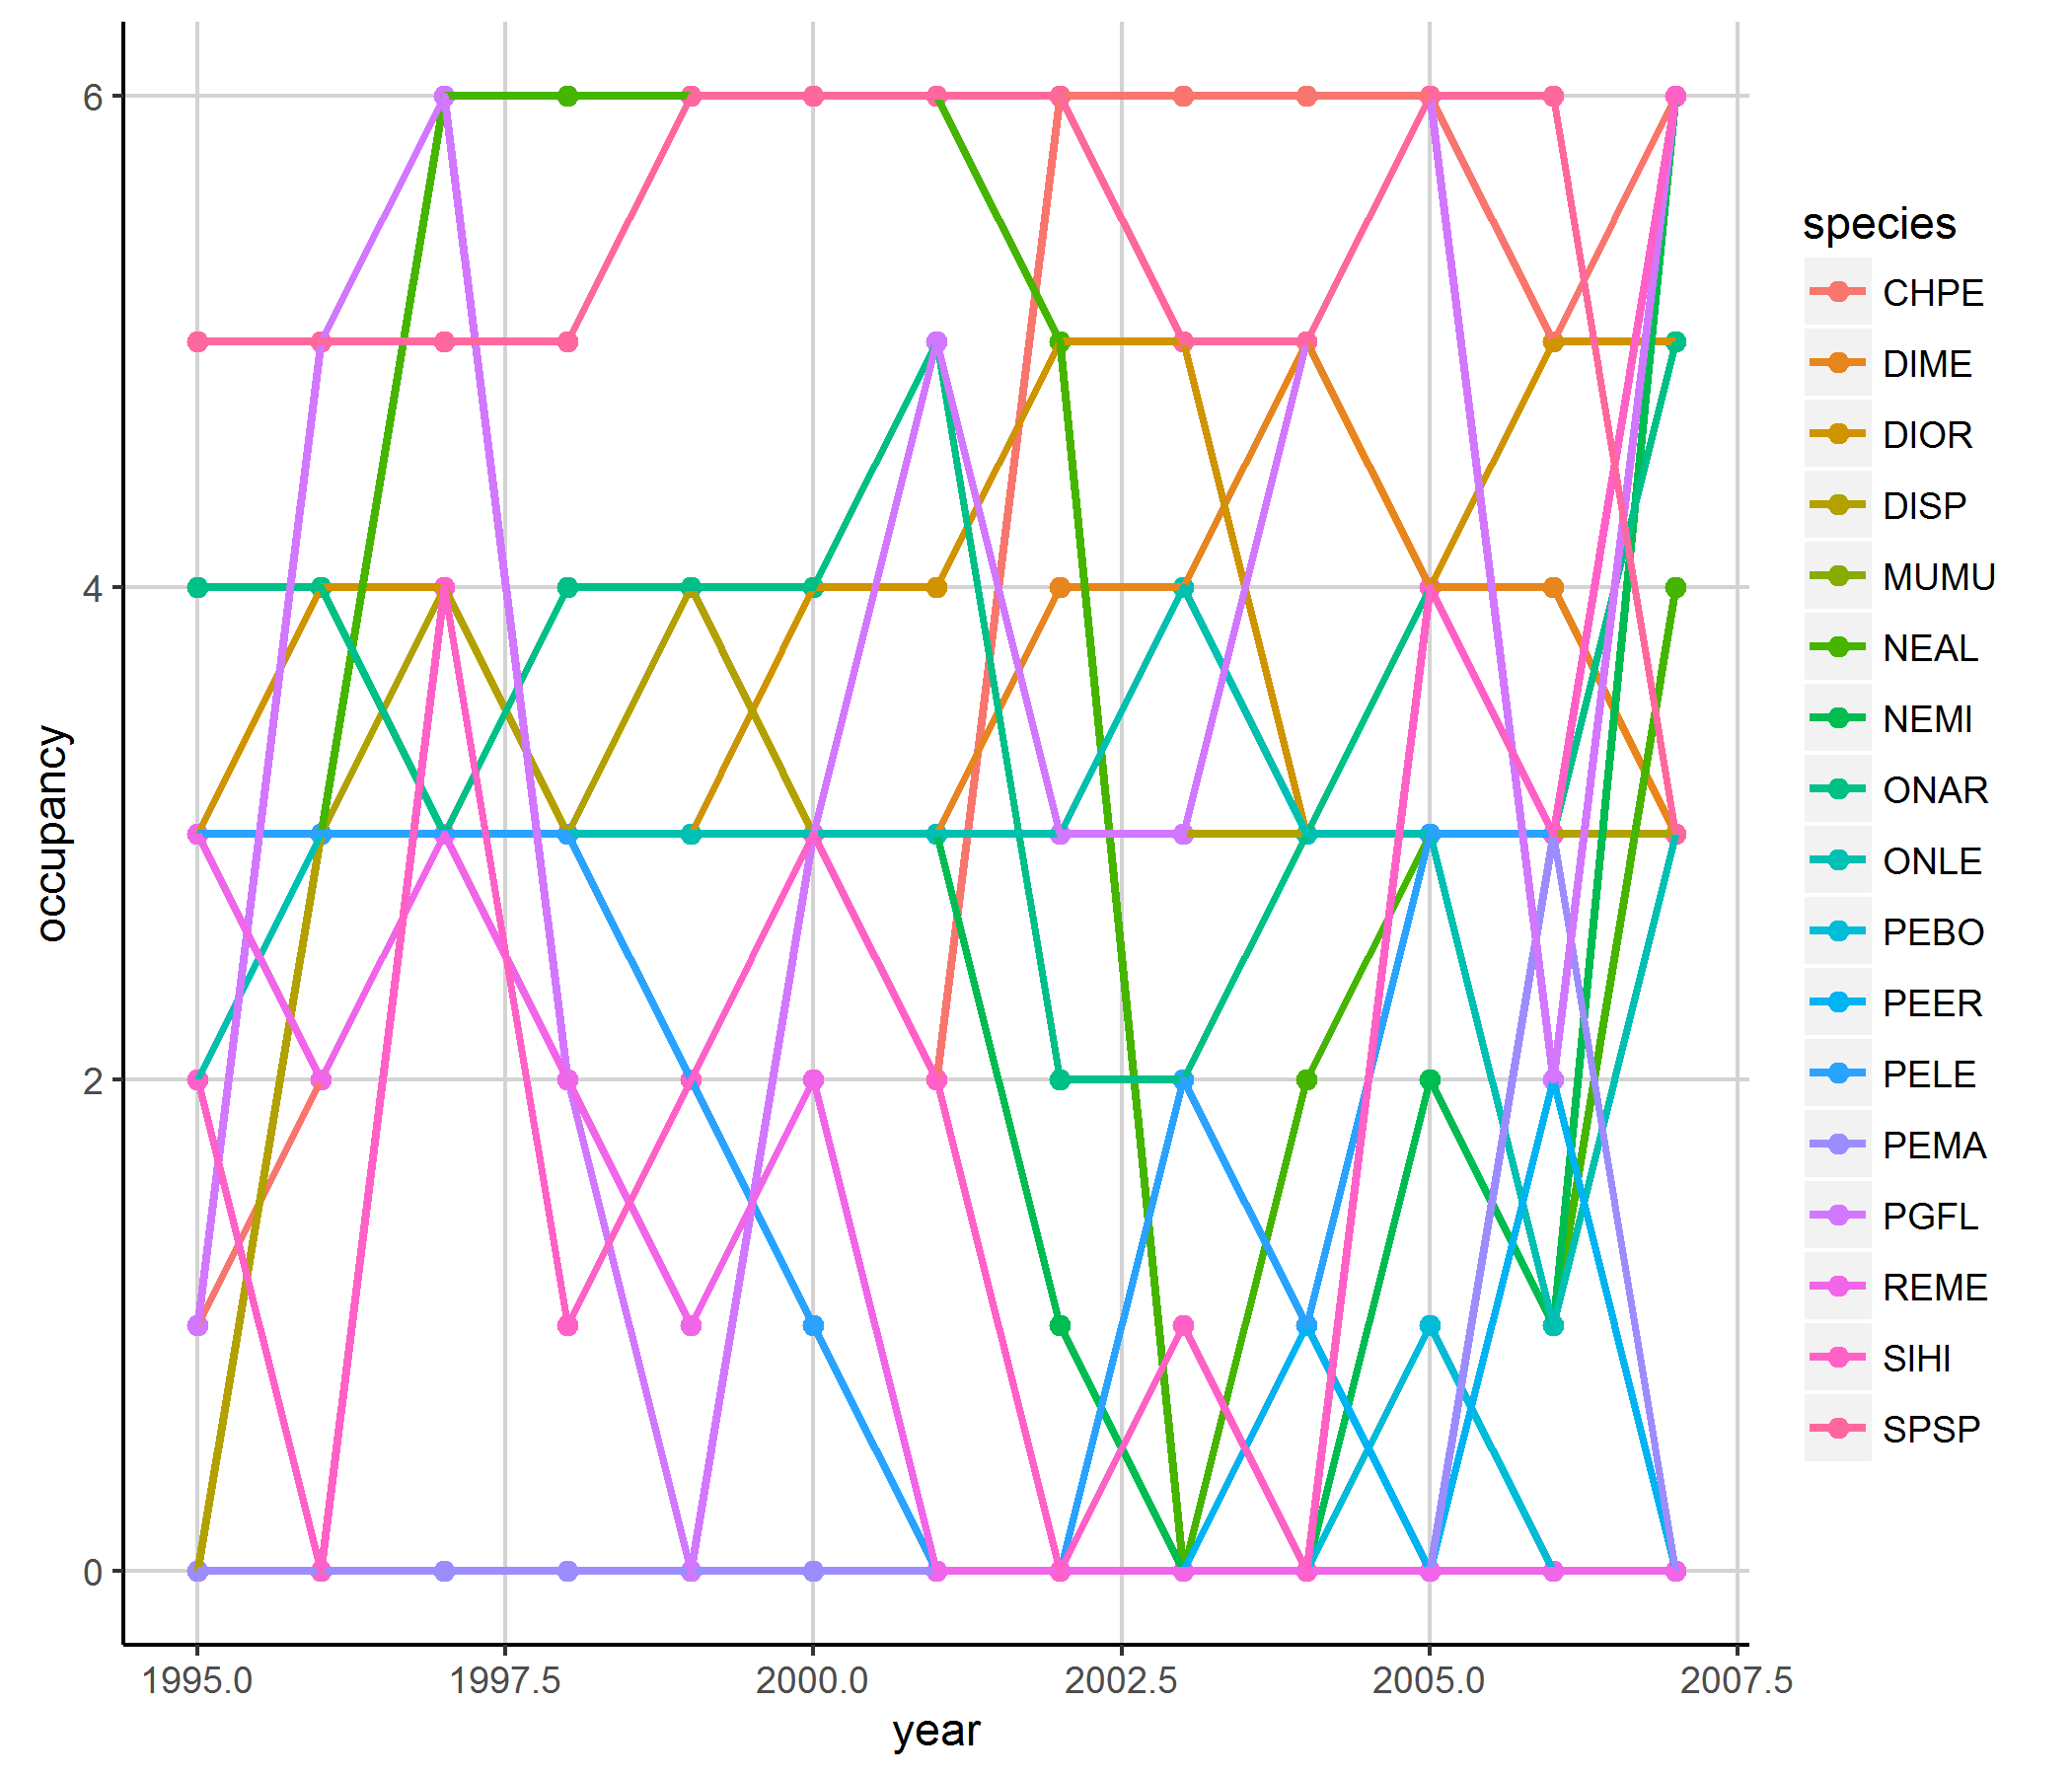 6
4
2
0
occupancy
1995.0 1997.5 2000.0 2002.5 2005.0 2007.5
year
species
CHPE
DIME
DIOR
DISP
MUMU
NEAL
NEMI
ONAR
ONLE
PEBO
PEER
PELE
PEMA
PGFL
REME
SIHI
SPSP